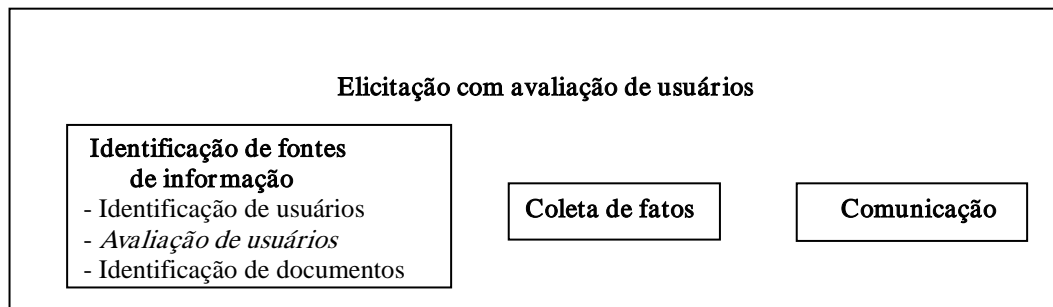 Elicitação com avaliação de usuários
Identificação de fontes
de informação
- Identificação de usuários
- Avaliação de usuários
- Identificação de documentos
Coleta de fatos
Comunicação